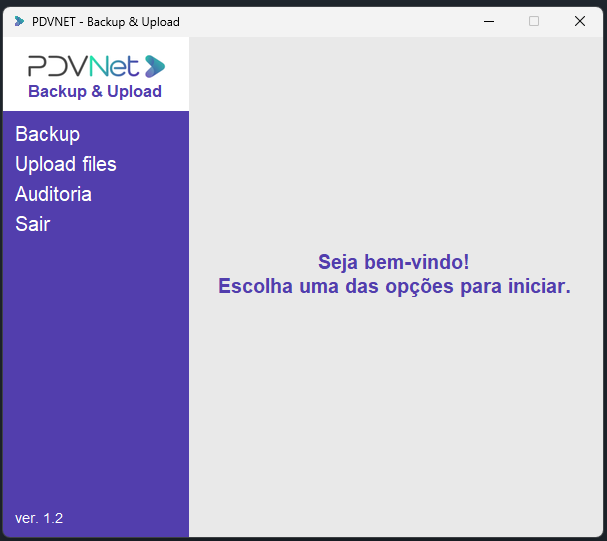 PDVNET - Backup & Upload
PDVNet
Backup & Upload
Backup
Upload files
Auditoria
Sair
Seja bem-vindo!
Escolha uma das opções para iniciar.
ver. 1.2